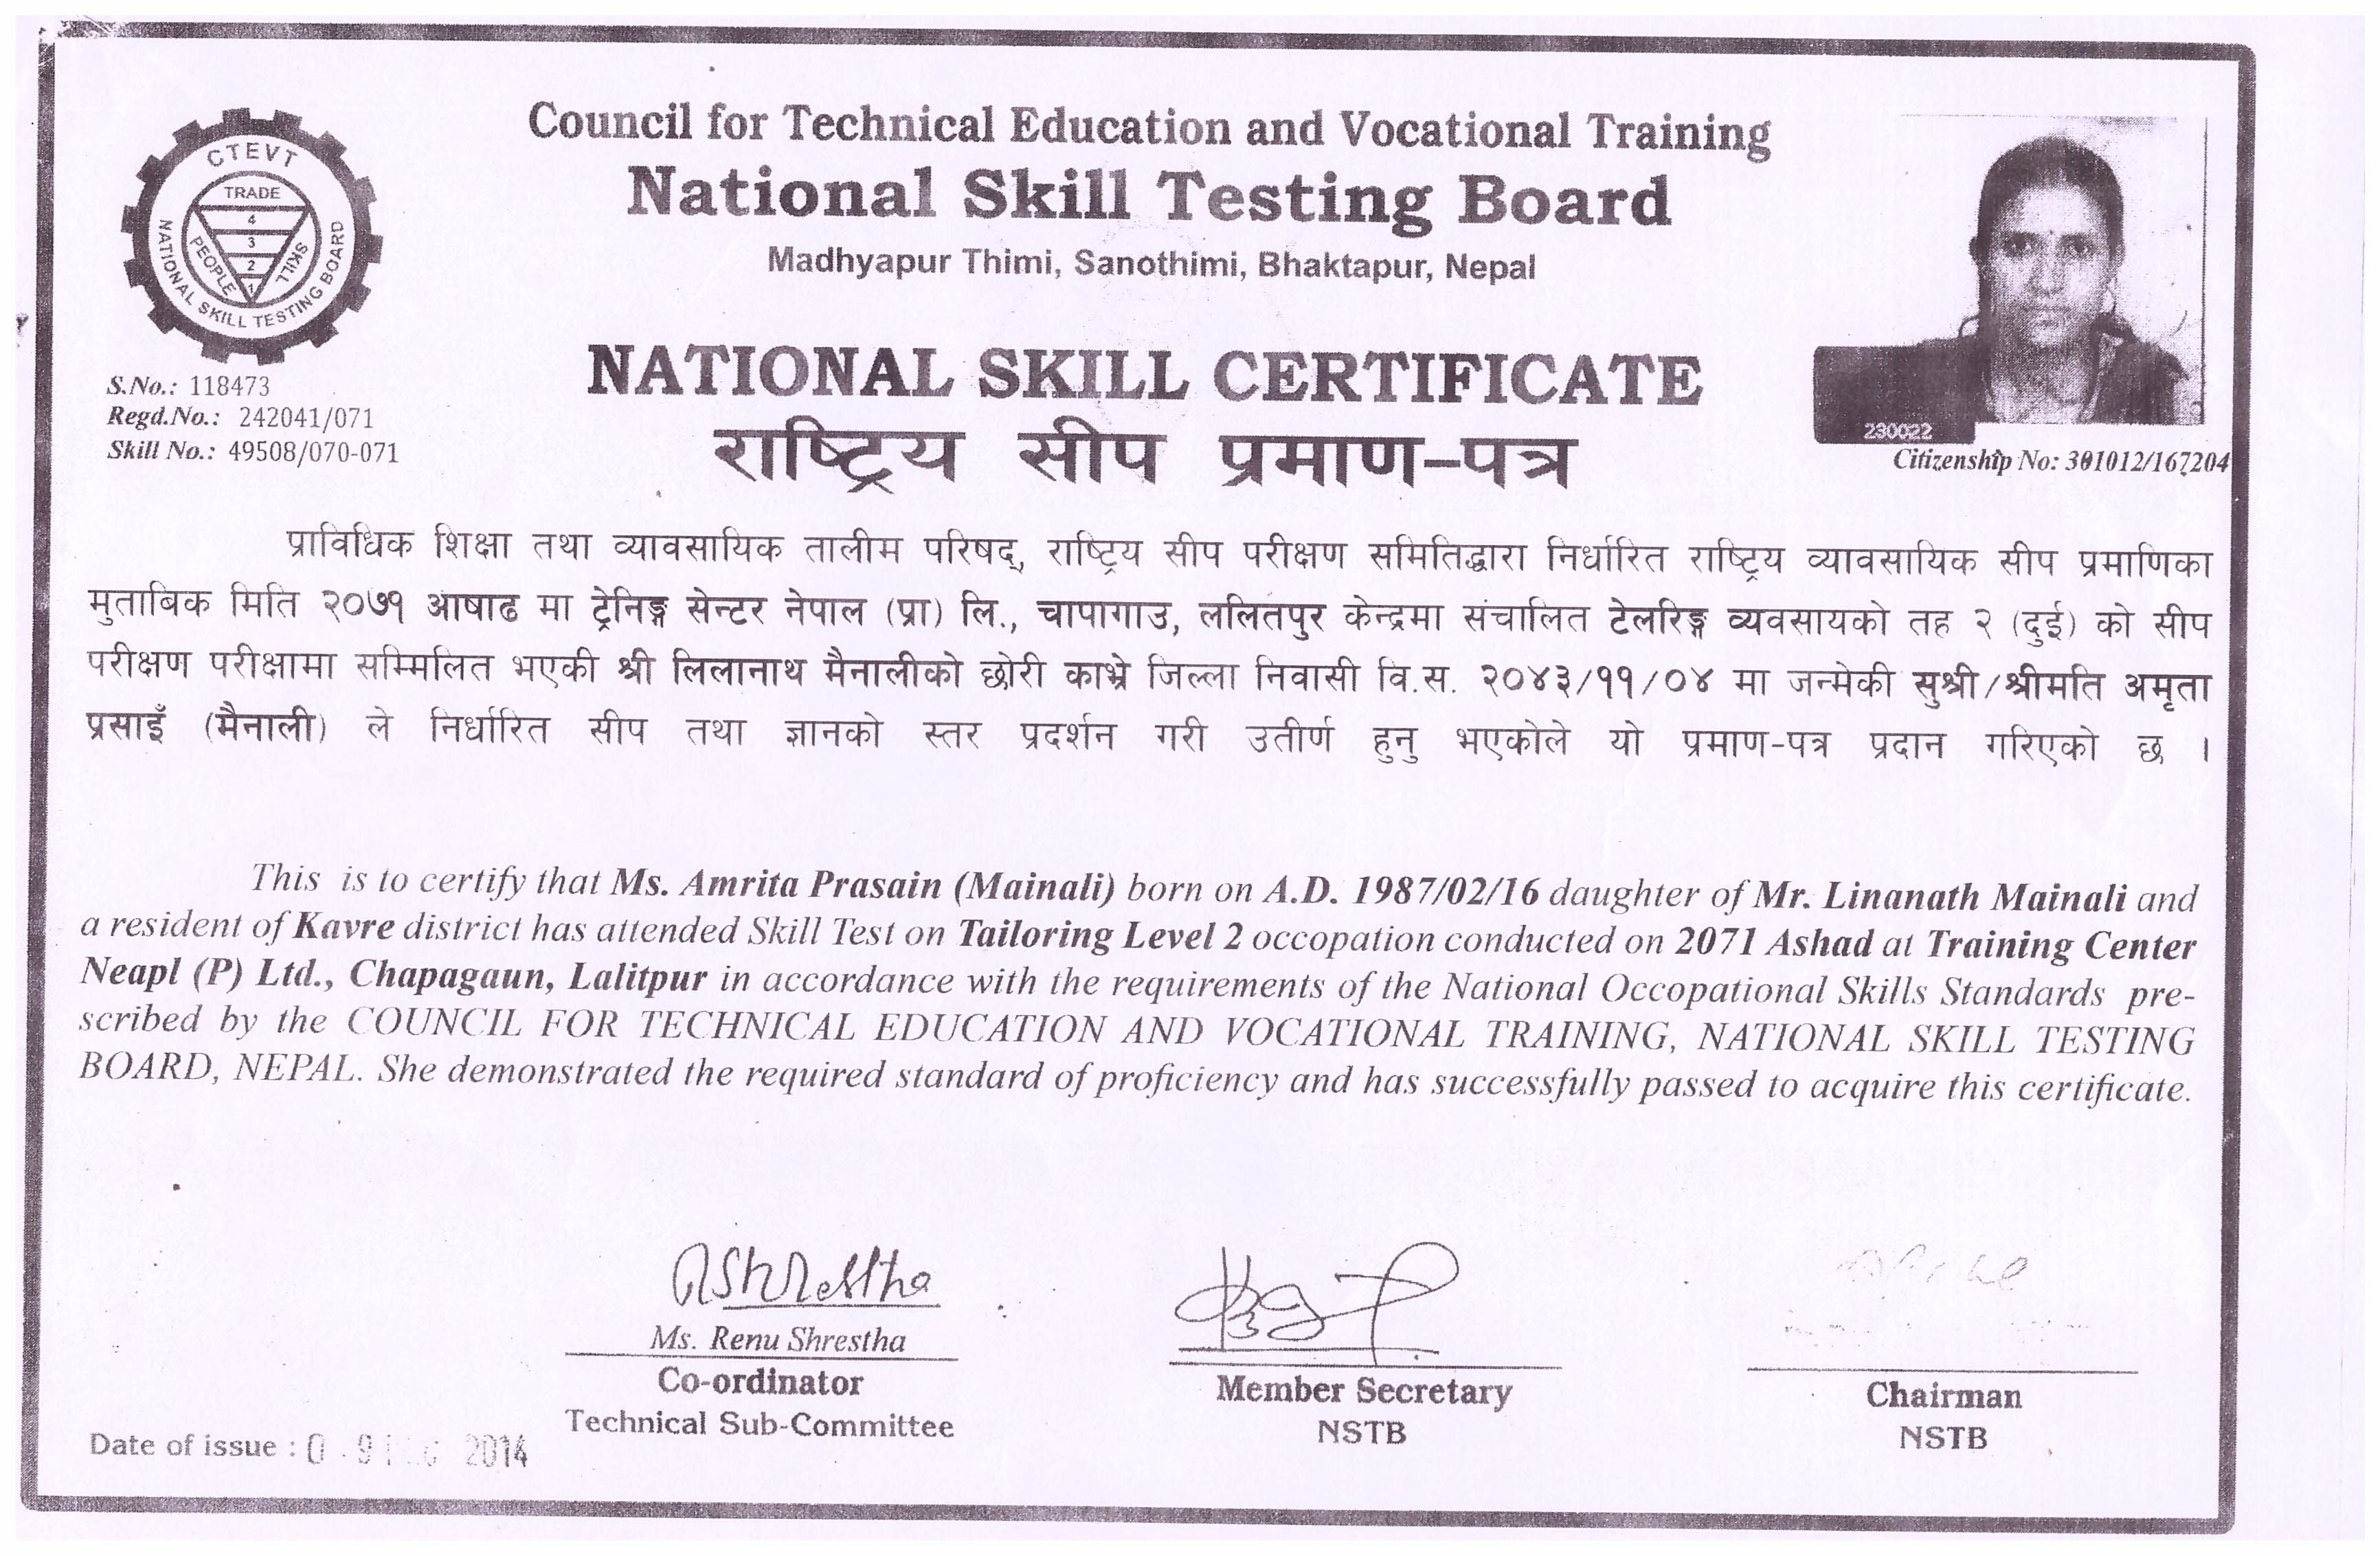 Council for Technical Education and Vocational Training
National Skill Testing Board
Madhyapur Thimi, Sanothimi, Bhaktapur, Nepal
CTEVT
NATIONAL SKILL TESTING BOARD
TRADE
PEOPLE
SKILL
4
3
2
1
S.No.: 118473
Regd.No.: 242041/071
Skill No.: 49508/070-071
NATIONAL SKILL CERTIFICATE
राष्ट्रिय सीप प्रमाण-पत्र
230022
Citizenship No: 301012/167204
प्राविधिक शिक्षा तथा व्यावसायिक तालीम परिषद्, राष्ट्रिय सीप परीक्षण समितिद्धारा निर्धारित राष्ट्रिय व्यावसायिक सीप प्रमाणिका
मुताबिक मिति २०७१ आषाढ मा ट्रेनिङ्ग सेन्टर नेपाल (प्रा) लि., चापागाउ, ललितपुर केन्द्रमा संचालित टेलरिङ्ग व्यवसायको तह २ (दुई) को सीप
परीक्षण परीक्षामा सम्मिलित भएकी श्री लिलानाथ मैनालीको छोरी काभ्रे जिल्ला निवासी वि.स. २०४३/११/०४ मा जन्मेकी सुश्री/श्रीमति अमृता
प्रसाइँ (मैनाली) ले निर्धारित सीप तथा ज्ञानको स्तर प्रदर्शन गरी उतीर्ण हुनु भएकोले यो प्रमाण-पत्र प्रदान गरिएको छ ।
This is to certify that Ms. Amrita Prasain (Mainali) born on A.D. 1987/02/16 daughter of Mr. Linanath Mainali and
a resident of Kavre district has attended Skill Test on Tailoring Level 2 occopation conducted on 2071 Ashad at Training Center
Neapl (P) Ltd., Chapagaun, Lalitpur in accordance with the requirements of the National Occopational Skills Standards pre-
scribed by the COUNCIL FOR TECHNICAL EDUCATION AND VOCATIONAL TRAINING, NATIONAL SKILL TESTING
BOARD, NEPAL. She demonstrated the required standard of proficiency and has successfully passed to acquire this certificate.
Ms. Renu Shrestha
Co-ordinator
Technical Sub-Committee
Member Secretary
NSTB
Chairman
NSTB
Date of issue : 2014